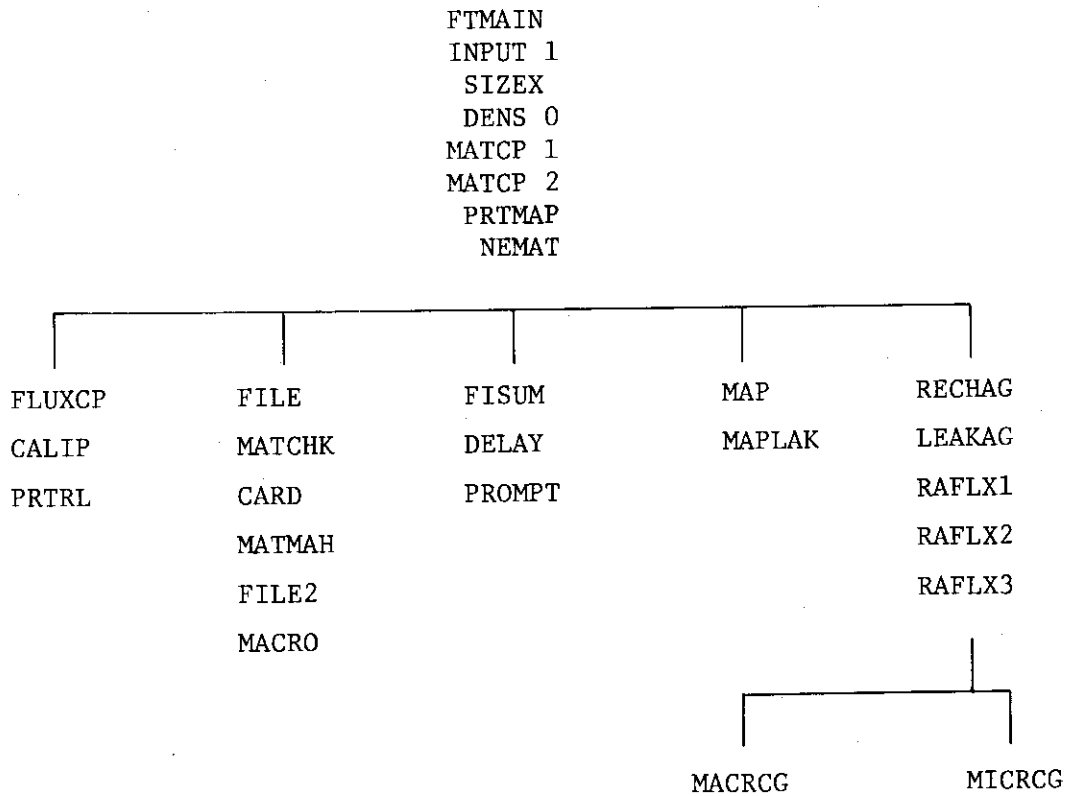 FTMAIN
INPUT 1
SIZEX
DENS 0
MATCP 1
MATCP 2
PRTMAP
NEMAT
FLUXCP
CALIP
PRTRL
FILE
MATCHK
CARD
MATMAH
FILE2
MACRO
FISUM
DELAY
PROMPT
MAP
MAPLAK
RECHAG
LEAKAG
RAFLX1
RAFLX2
RAFLX3
MACRCG
MICRCG